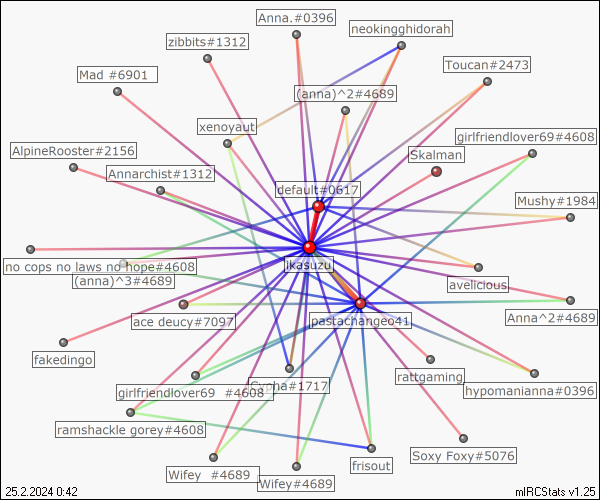 Anna.#0396
neokingghidorah
zibbits#1312
Toucan#2473
Mad #6901
(anna)^2#4689
xenoyaut
girlfriendlover69#4608
AlpineRooster#2156
Skalman
Annarchist#1312
default#0617
Mushy#1984
no cops no laws no hope#4608
ikasuzu
(anna)^3#4689
avelicious
ace deucy#7097
pastachangeo41
Anna^2#4689
fakedingo
rattgaming
girlfriendlover69 #4608
Cypha#1717
hypomanianna#0396
ramshackle gorey#4608
Soxy Foxy#5076
frisout
Wifey #4689
Wifey#4689
25.2.2024 0:42
mIRCStats v1.25